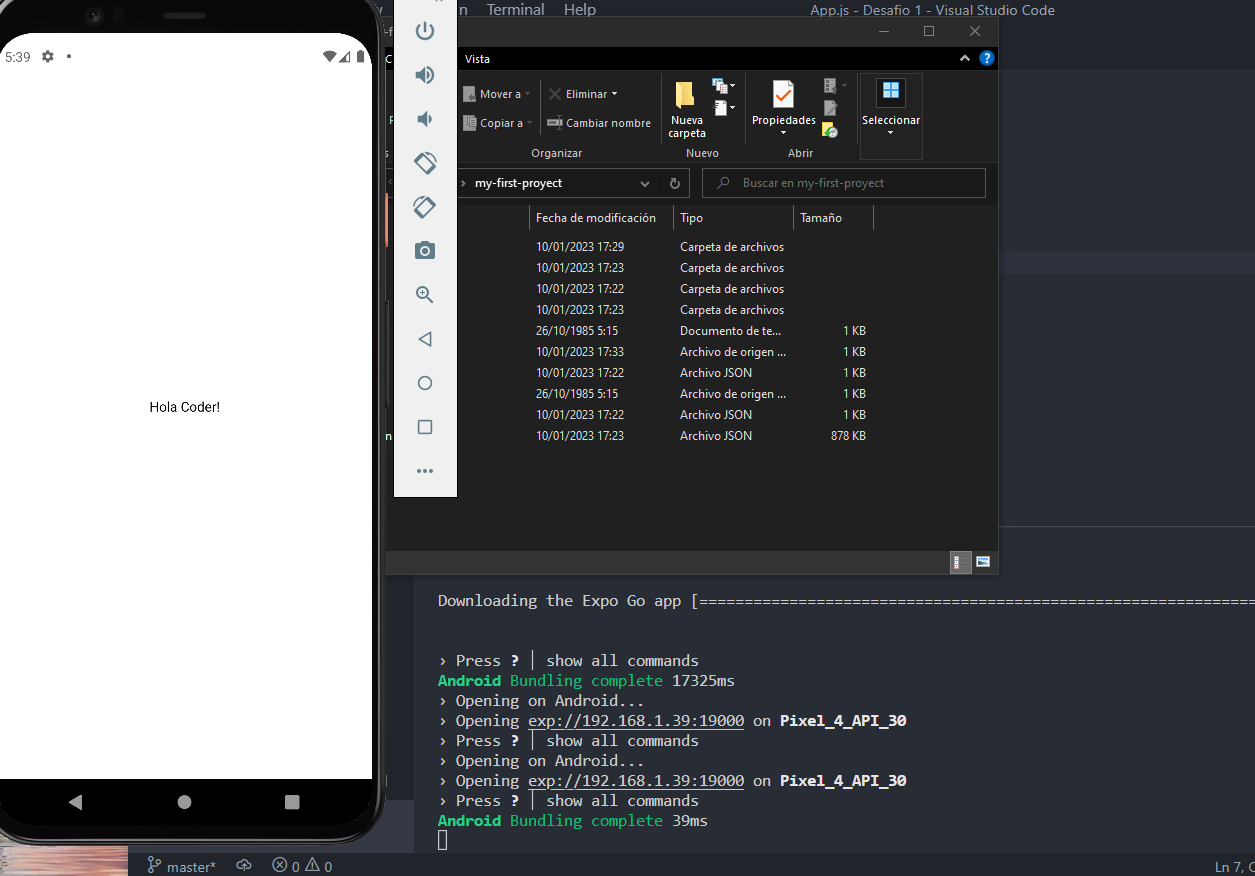 Terminal Help
App.js - Desafio 1 - Visual Studio Code
5:39
Vista
?
Mover a
Copiar a
Eliminar
Cambiar nombre
Organizar
Nueva
carpeta
Nuevo
Propiedades
Abrir
Seleccionar
my-first-proyect
Buscar en my-first-proyect
Fecha de modificación Tipo Tamaño
10/01/2023 17:29 Carpeta de archivos
10/01/2023 17:23 Carpeta de archivos
10/01/2023 17:22 Carpeta de archivos
10/01/2023 17:23 Carpeta de archivos
26/10/1985 5:15 Documento de te... 1 KB
10/01/2023 17:33 Archivo de origen ... 1 KB
10/01/2023 17:22 Archivo JSON 1 KB
26/10/1985 5:15 Archivo de origen ... 1 KB
10/01/2023 17:22 Archivo JSON 1 KB
10/01/2023 17:23 Archivo JSON 878 KB
Hola Coder!
Downloading the Expo Go app [==============================================================
› Press ? │ show all commands
Android Bundling complete 17325ms
› Opening on Android...
› Opening exp://192.168.1.39:19000 on Pixel_4_API_30
› Press ? │ show all commands
› Opening on Android...
› Opening exp://192.168.1.39:19000 on Pixel_4_API_30
› Press ? │ show all commands
Android Bundling complete 39ms
master* 0 0
Ln 7,